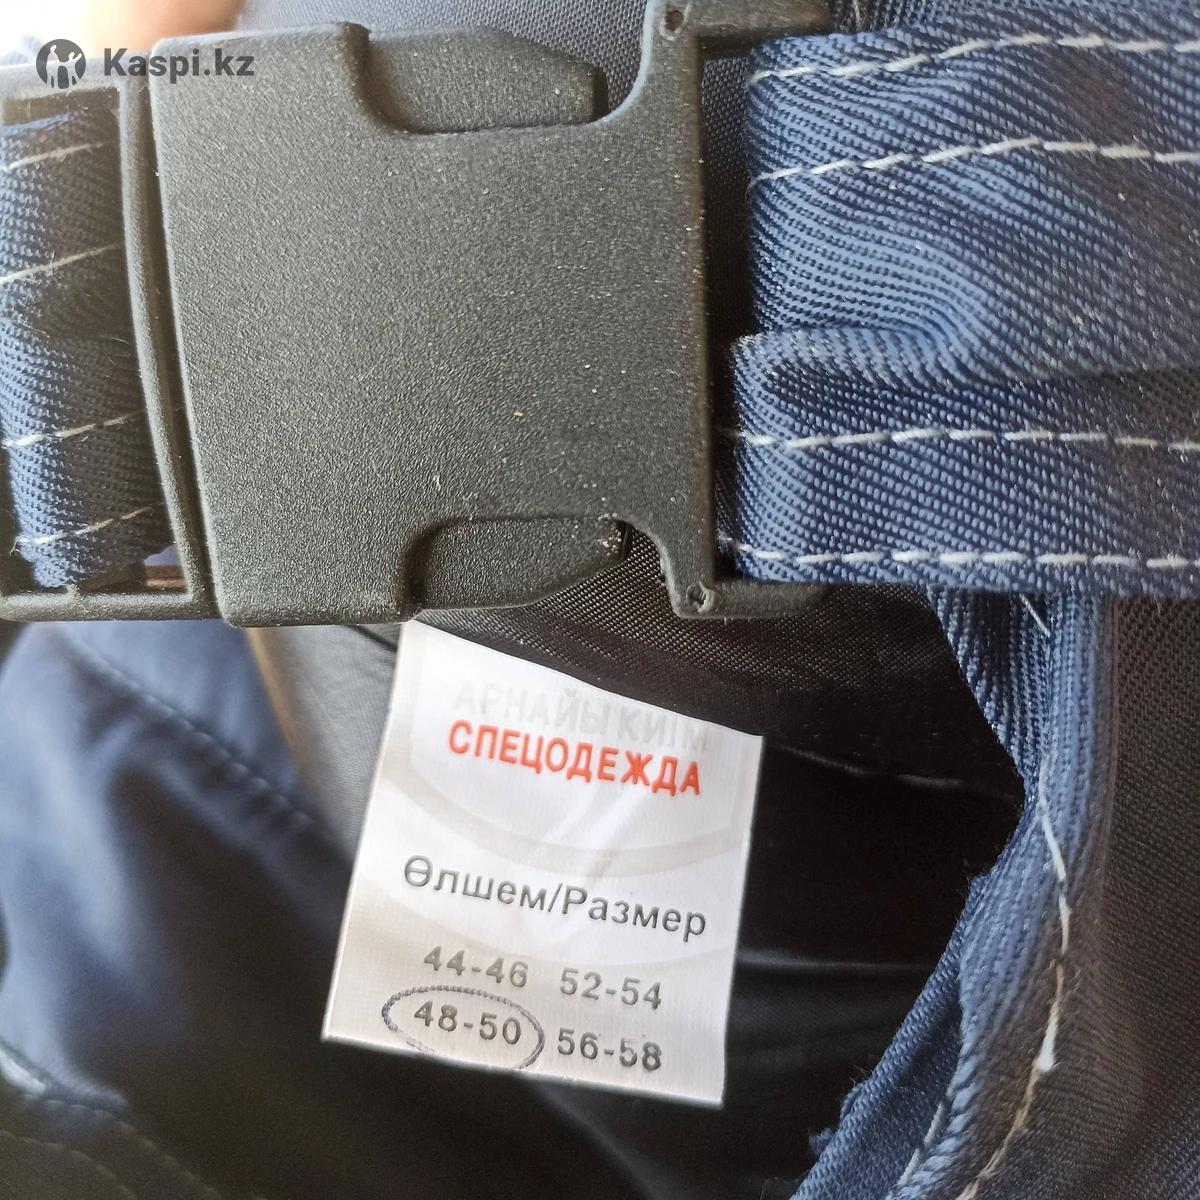 Kaspi.kz
АРНАЙЫ КИІМ
СПЕЦОДЕЖДА
Өлшем/Размер
44-46 52-54
48-50 56-58